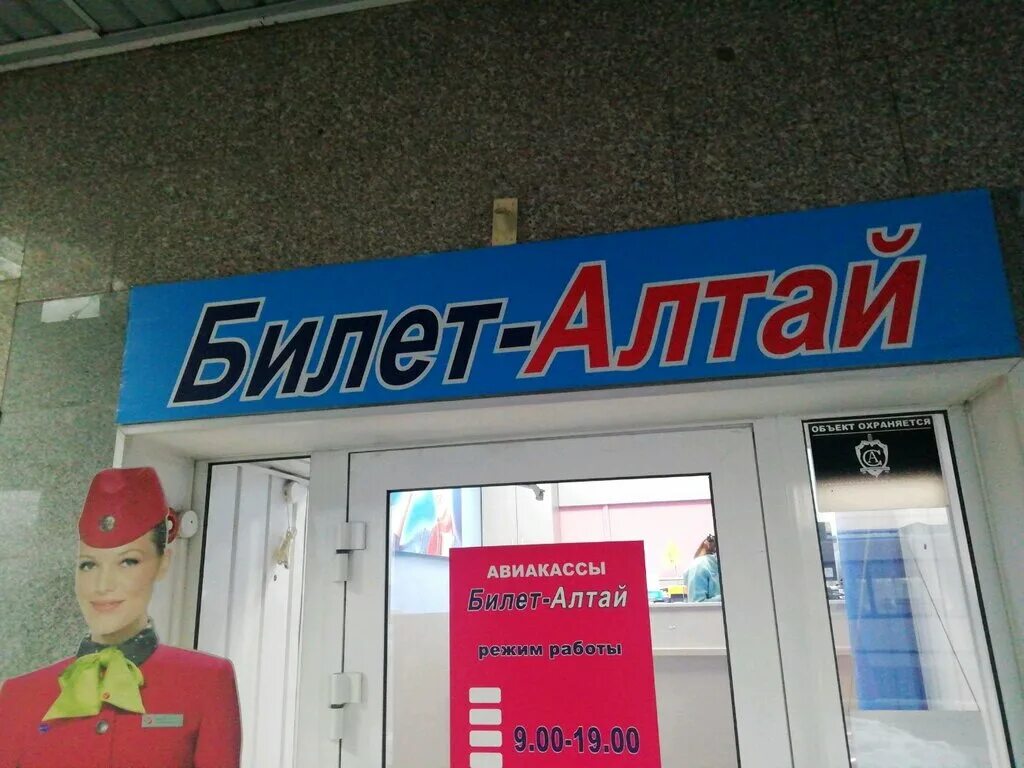 Билет-Алтай
ОБЪЕКТ ОХРАНЯЕТСЯ
АВИАКАССЫ
Билет-Алтай
режим работы
9.00-19.00